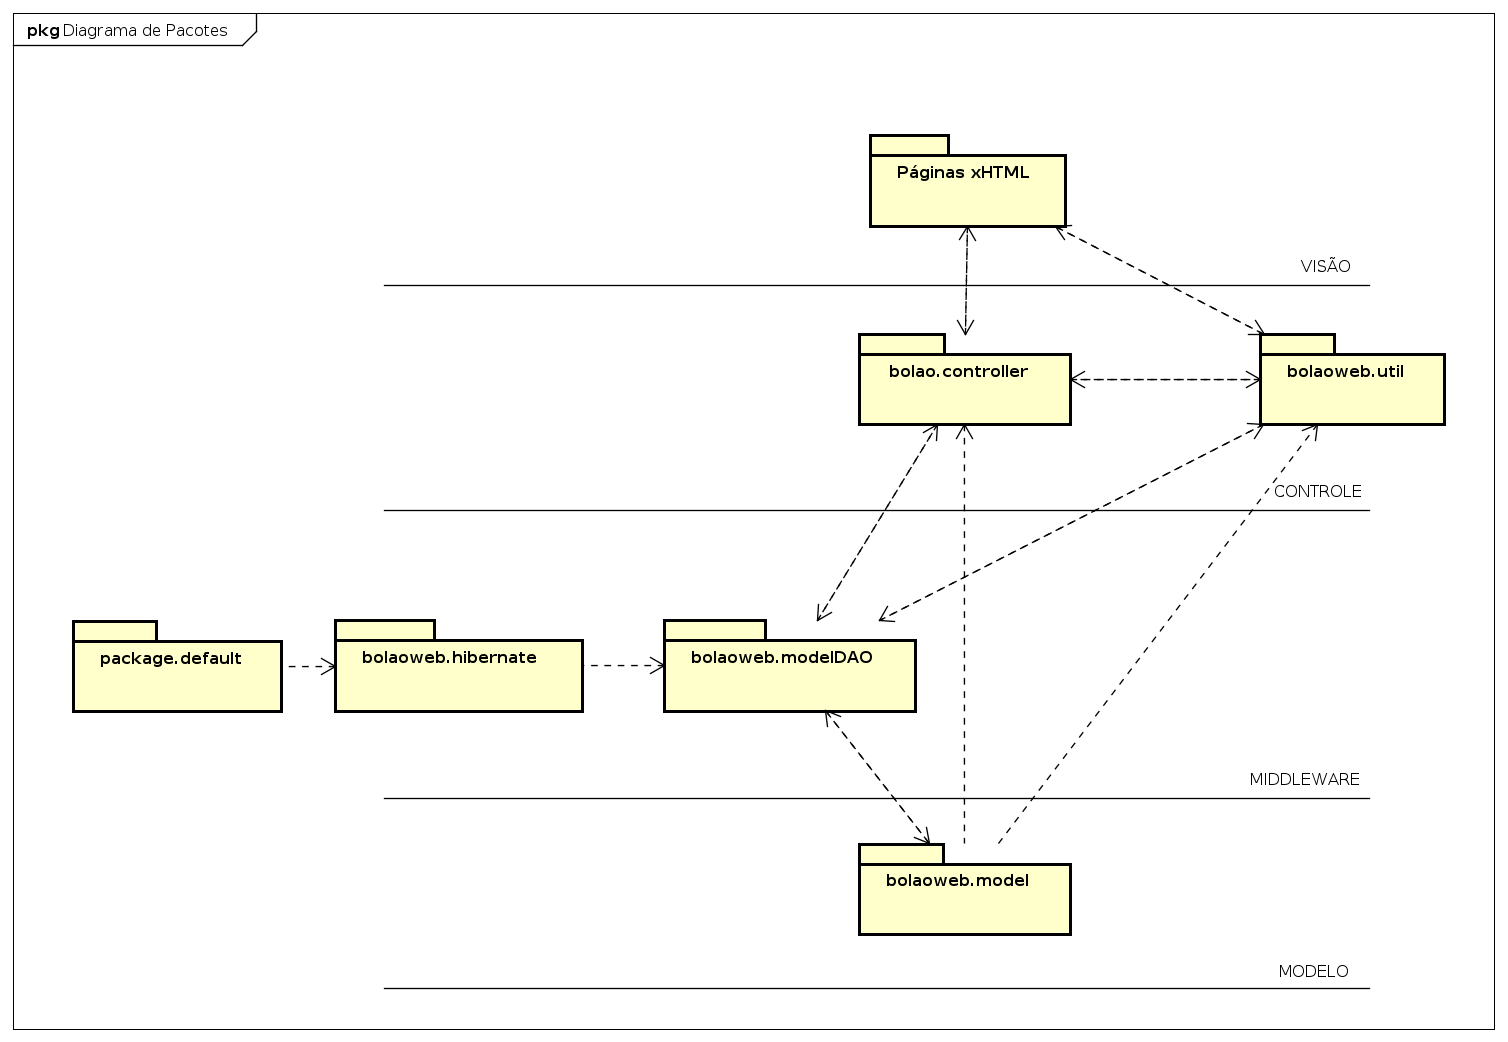 pkg Diagrama de Pacotes
Páginas xHTML
VISÃO
bolao.controller
bolaoweb.util
CONTROLE
package.default
bolaoweb.hibernate
bolaoweb.modelDAO
MIDDLEWARE
bolaoweb.model
MODELO